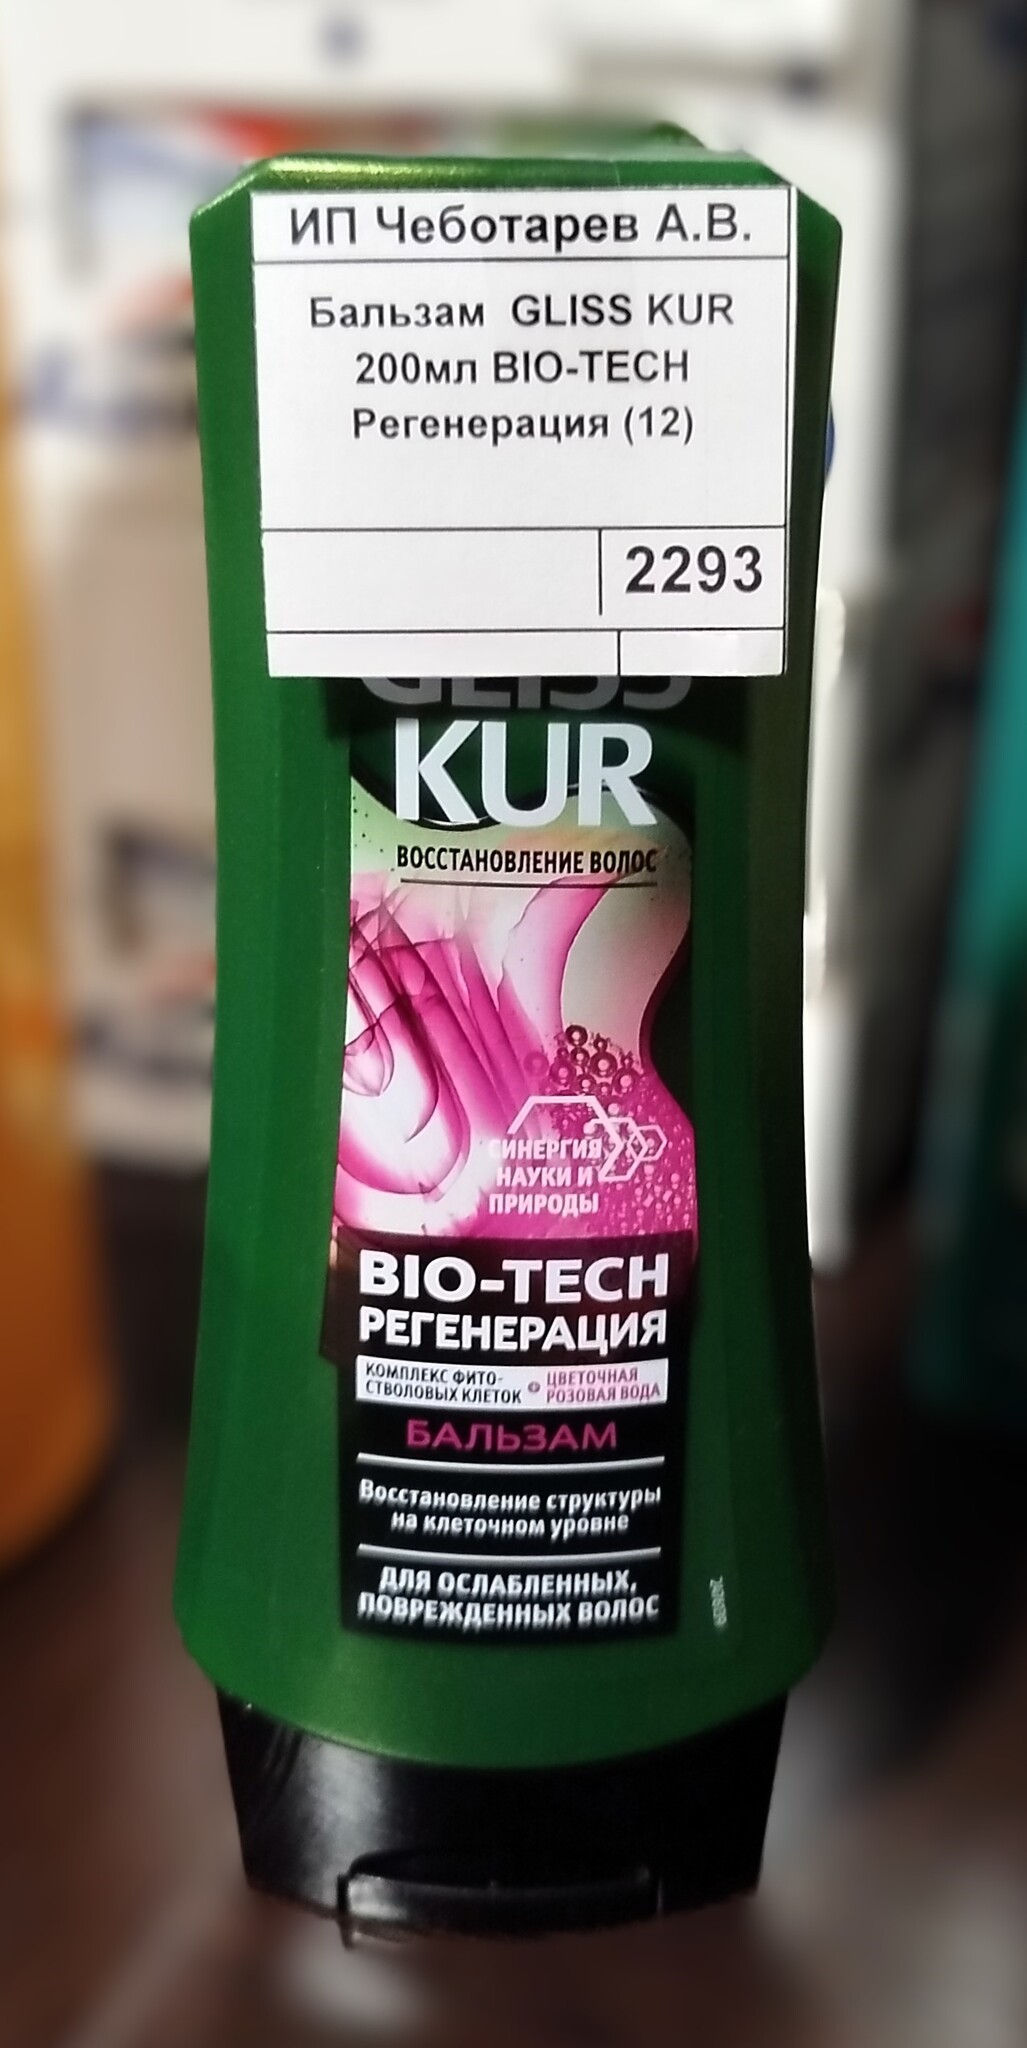 ИП Чеботарев А.В.
Бальзам GLISS KUR
200мл BIO-TECH
Регенерация (12)
2293
GLISS
KUR
ВОССТАНОВЛЕНИЕ ВОЛОС
СИНЕРГИЯ
НАУКИ И
ПРИРОДЫ
BIO-TECH
РЕГЕНЕРАЦИЯ
КОМПЛЕКС ФИТО-
СТВОЛОВЫХ КЛЕТОК + ЦВЕТОЧНАЯ
РОЗОВАЯ ВОДА
БАЛЬЗАМ
Восстановление структуры
на клеточном уровне
ДЛЯ ОСЛАБЛЕННЫХ,
ПОВРЕЖДЕННЫХ ВОЛОС